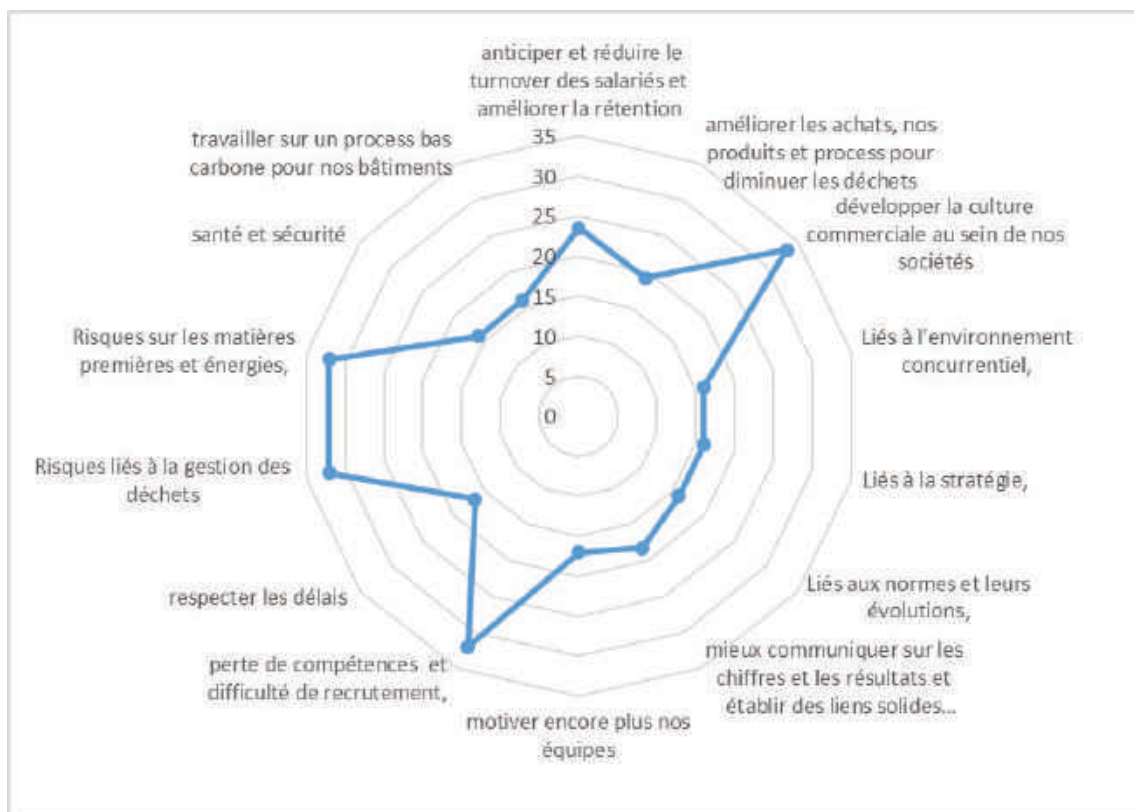 anticiper et réduire le
turnover des salariés et
améliorer la rétention
améliorer les achats, nos
produits et process pour
diminuer les déchets
développer la culture
commerciale au sein de nos
sociétés
Liés à l'environnement
concurrentiel,
Liés à la stratégie,
Liés aux normes et leurs
évolutions,
mieux communiquer sur les
chiffres et les résultats et
établir des liens solides...
motiver encore plus nos
équipes
perte de compétences et
difficulté de recrutement,
respecter les délais
Risques liés à la gestion des
déchets
Risques sur les matières
premières et énergies,
santé et sécurité
travailler sur un process bas
carbone pour nos bâtiments
35
30
25
20
15
10
5
0